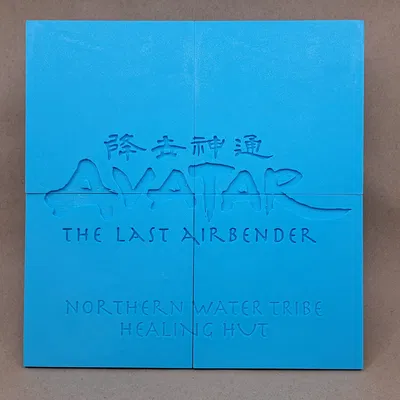 降去神通
AVATAR
THE LAST AIRBENDER
NORTHERN WATER TRIBE
HEALING HUT